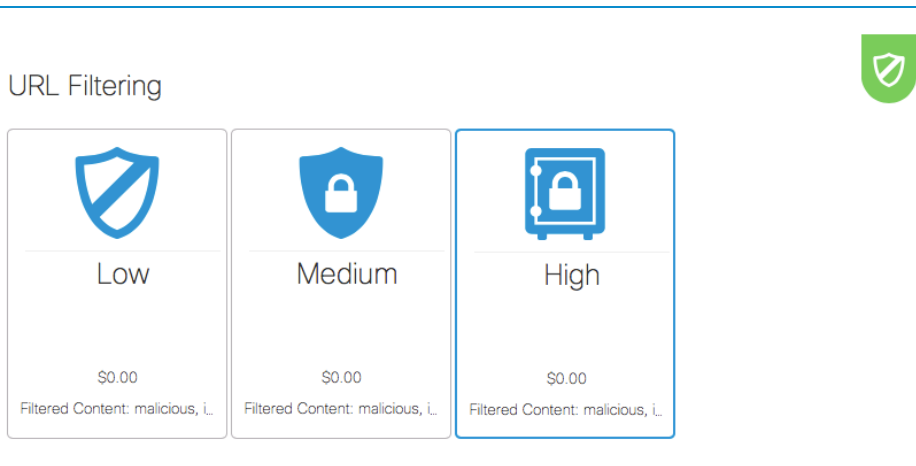 URL Filtering
Low
Medium
High
$0.00
$0.00
$0.00
Filtered Content: malicious, i...
Filtered Content: malicious, i...
Filtered Content: malicious, i...